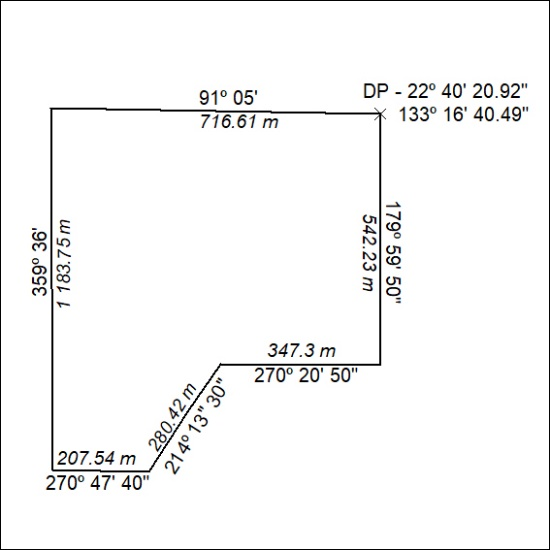 91º 05'
716.61 m
DP - 22º 40' 20.92"
133º 16' 40.49"
359º 36'
1 183.75 m
542.23 m
179º 59' 50"
347.3 m
270º 20' 50"
280.42 m
214º 13" 30"
207.54 m
270º 47' 40"